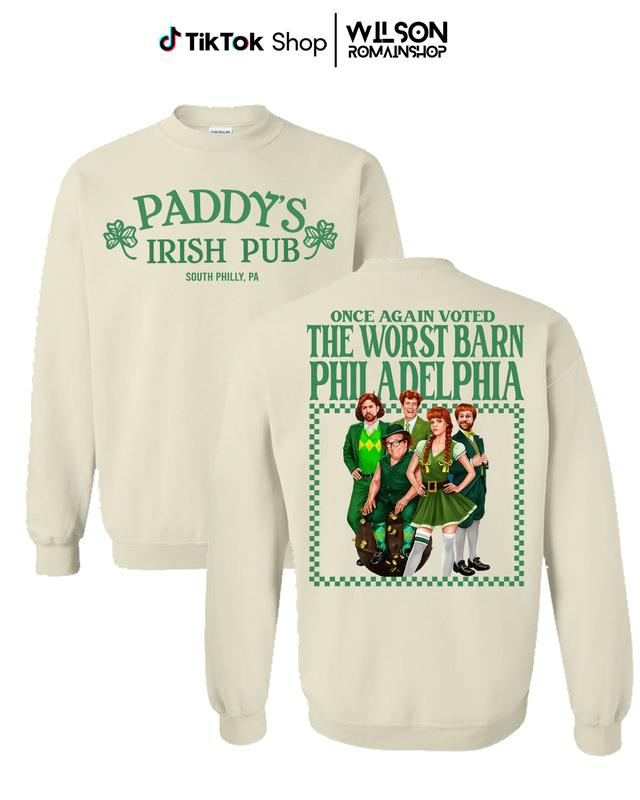 TikTok Shop
WILSON
ROMAINSHOP
PADDY'S
IRISH PUB
SOUTH PHILLY, PA
ONCE AGAIN VOTED
THE WORST BARN
PHILADELPHIA